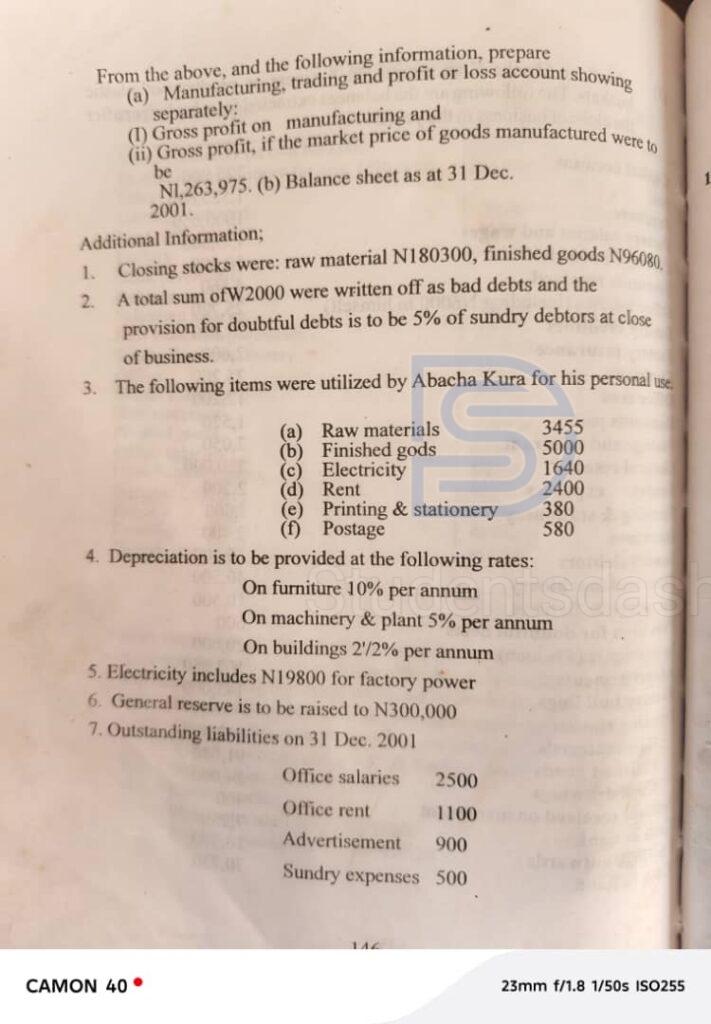 From the above, and the following information, prepare
(a) Manufacturing, trading and profit or loss account showing
separately:
(I) Gross profit on manufacturing and
(ii) Gross profit, if the market price of goods manufactured were to
be
N1,263,975. (b) Balance sheet as at 31 Dec.
2001.
Additional Information;
1. Closing stocks were: raw material N180300, finished goods N96080.
2. A total sum ofW2000 were written off as bad debts and the
provision for doubtful debts is to be 5% of sundry debtors at close
of business.
3. The following items were utilized by Abacha Kura for his personal use.
(a) Raw materials 3455
(b) Finished gods 5000
(c) Electricity 1640
(d) Rent 2400
(e) Printing & stationery 380
(f) Postage 580
4. Depreciation is to be provided at the following rates:
On furniture 10% per annum
On machinery & plant 5% per annum
On buildings 2'/2% per annum
5. Electricity includes N19800 for factory power
6. General reserve is to be raised to N300,000
7. Outstanding liabilities on 31 Dec. 2001
Office salaries 2500
Office rent 1100
Advertisement 900
Sundry expenses 500
146
Studentsdash
CAMON 40
23mm f/1.8 1/50s ISO255